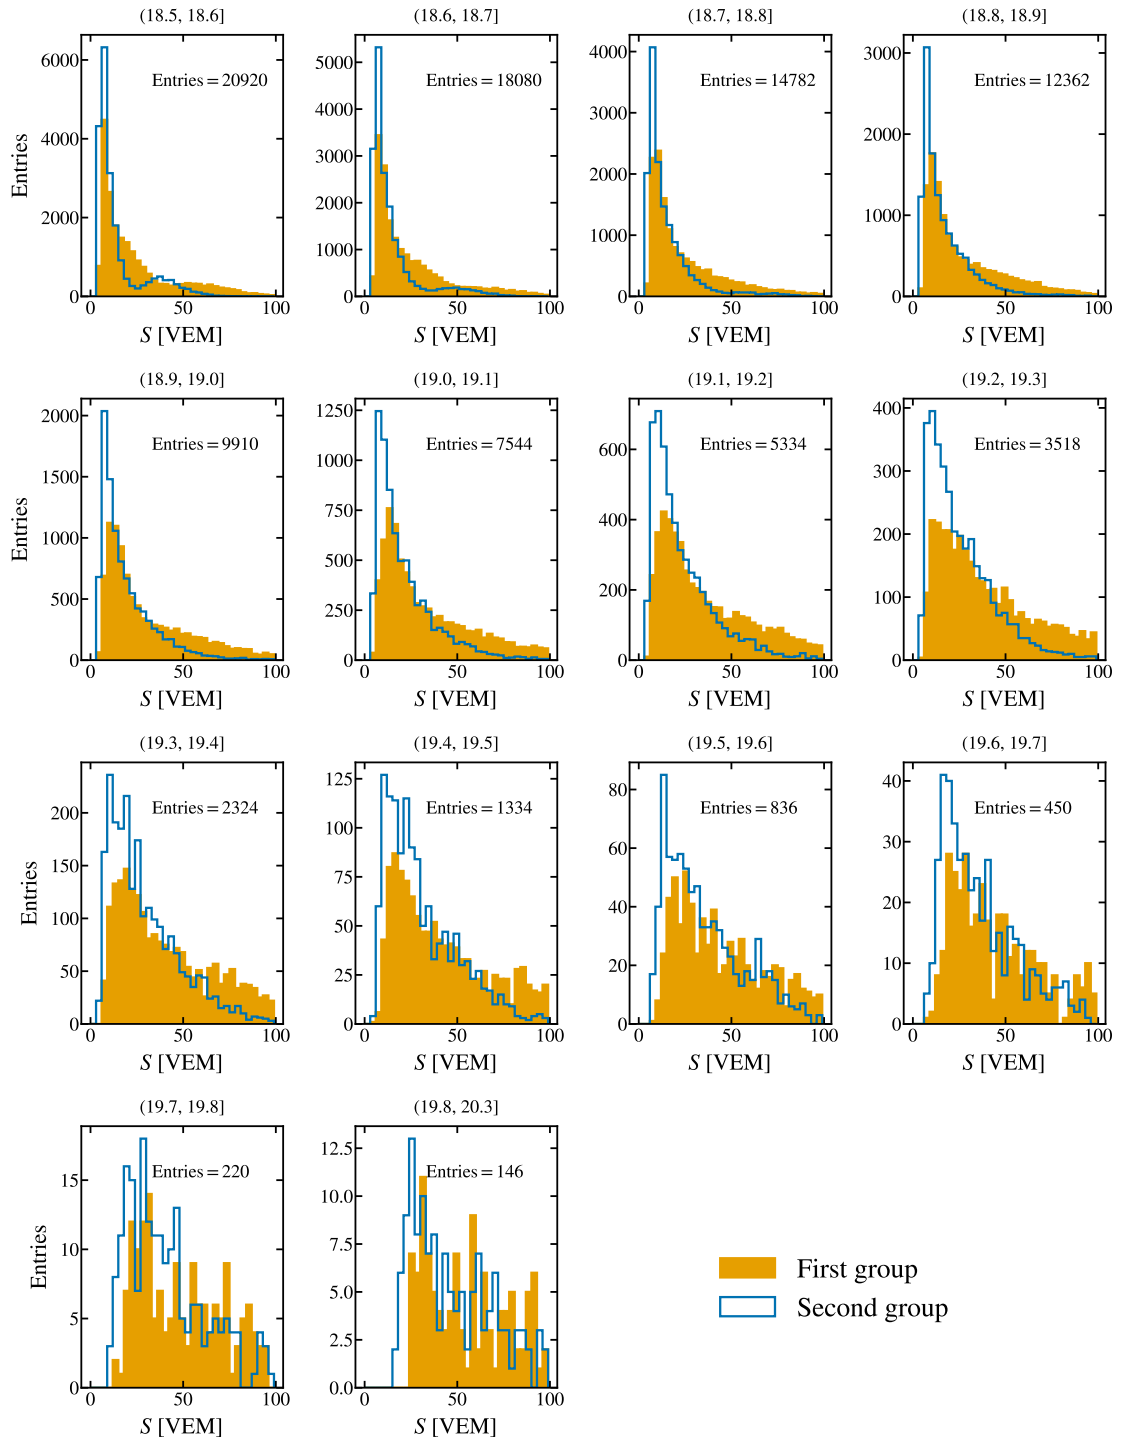 (18.5, 18.6] (18.6, 18.7] (18.7, 18.8] (18.8, 18.9]
Entries = 20920 Entries = 18080 Entries = 14782 Entries = 12362
6000 5000 4000 3000
4000 4000 3000 2000
2000 3000 2000 1000
0 2000 1000 0
1000 0
0
Entries
0 50 100 0 50 100 0 50 100 0 50 100
S [VEM] S [VEM] S [VEM] S [VEM]
(18.9, 19.0] (19.0, 19.1] (19.1, 19.2] (19.2, 19.3]
Entries = 9910 Entries = 7544 Entries = 5334 Entries = 3518
2000 1250 600 400
1500 1000 400 300
1000 750 200 200
500 500 0 100
0 250 0
0
Entries
0 50 100 0 50 100 0 50 100 0 50 100
S [VEM] S [VEM] S [VEM] S [VEM]
(19.3, 19.4] (19.4, 19.5] (19.5, 19.6] (19.6, 19.7]
Entries = 2324 Entries = 1334 Entries = 836 Entries = 450
200 125 80 40
150 100 60 30
100 75 40 20
50 50 20 10
0 25 0 0
0
Entries
0 50 100 0 50 100 0 50 100 0 50 100
S [VEM] S [VEM] S [VEM] S [VEM]
(19.7, 19.8] (19.8, 20.3]
Entries = 220 Entries = 146
15 12.5
10 10.0
5 7.5
0 5.0
2.5
0.0
Entries
0 50 100 0 50 100
S [VEM] S [VEM]
First group
Second group